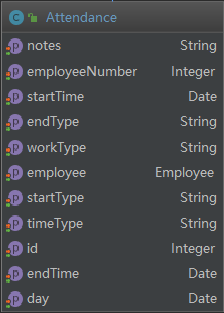 Attendance
notes String
employeeNumber Integer
startTime Date
endType String
workType String
employee Employee
startType String
timeType String
id Integer
endTime Date
day Date